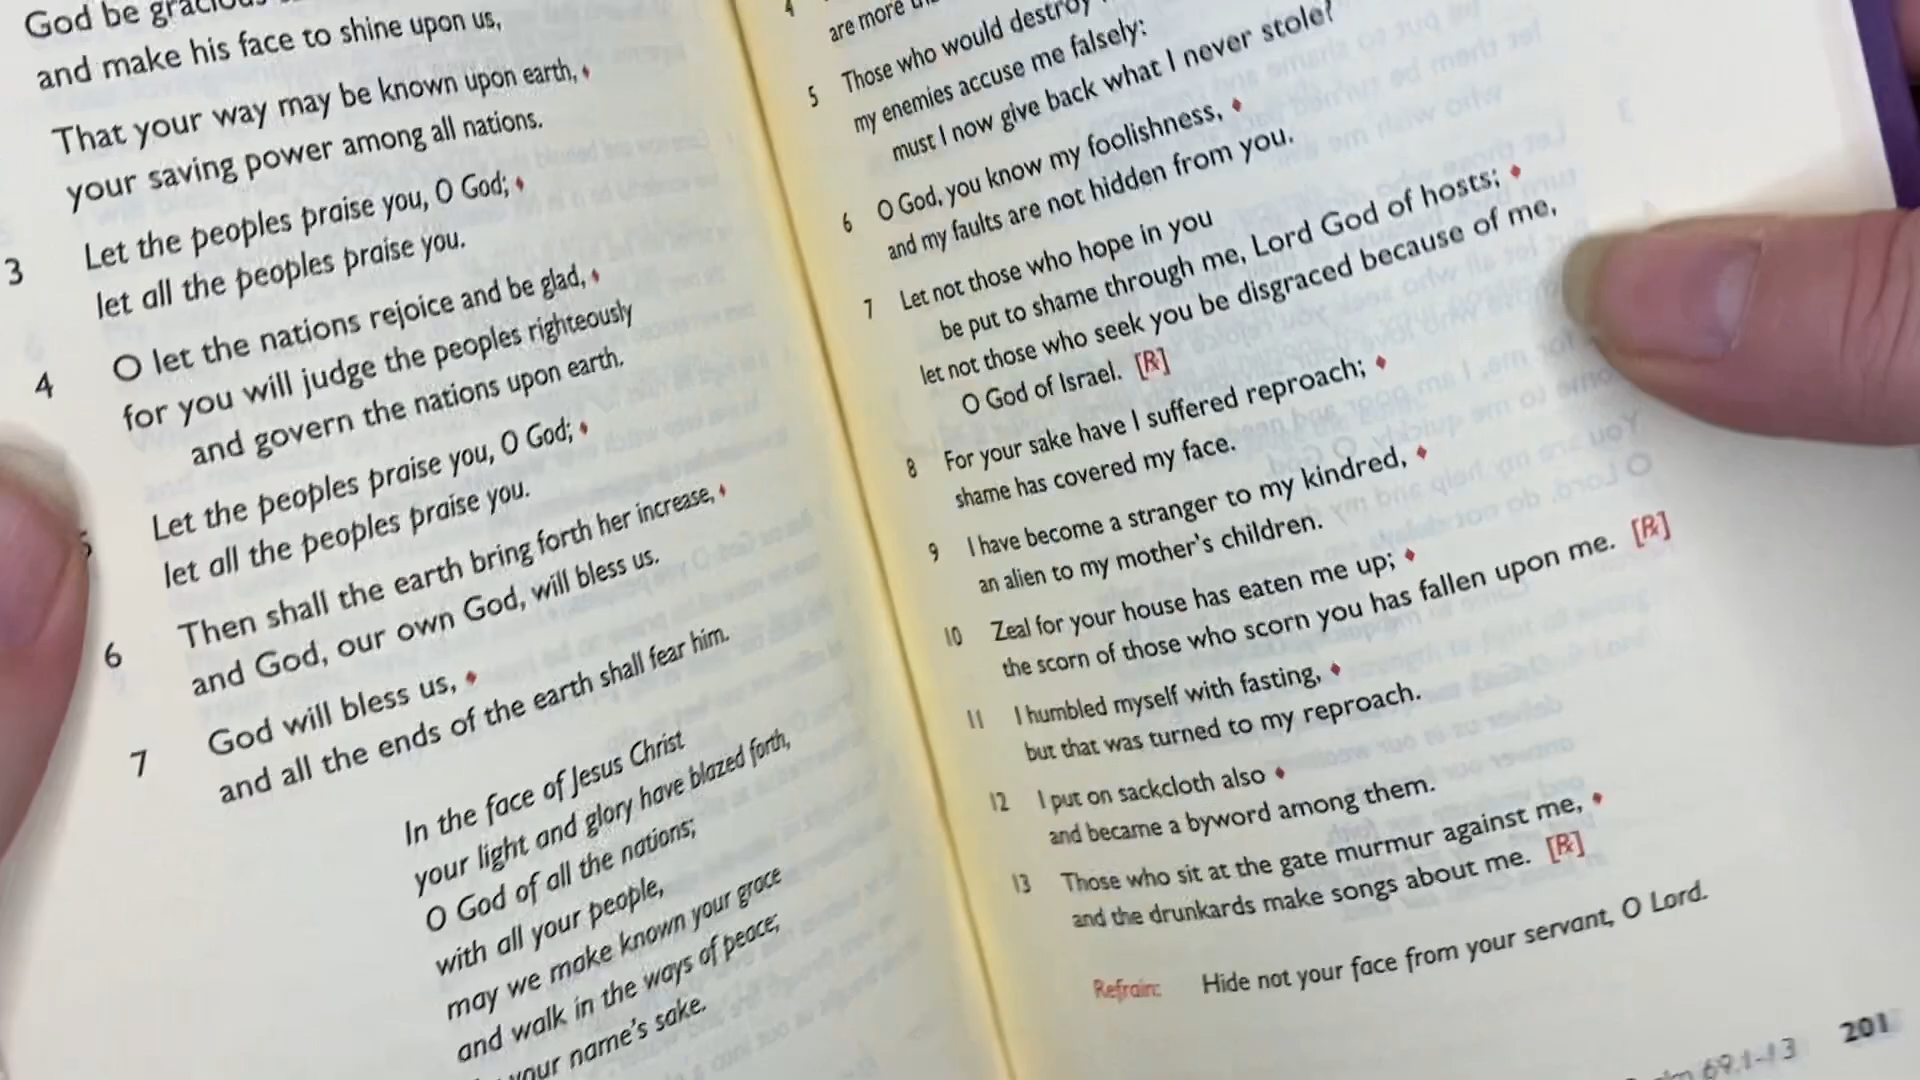 God be gracious
and make his face to shine upon us,
That your way may be known upon earth, ♦
your saving power among all nations.
3 Let the peoples praise you, O God; ♦
let all the peoples praise you.
4 O let the nations rejoice and be glad, ♦
for you will judge the peoples righteously
and govern the nations upon earth.
5 Let the peoples praise you, O God; ♦
let all the peoples praise you.
6 Then shall the earth bring forth her increase, ♦
and God, our own God, will bless us.
7 God will bless us, ♦
and all the ends of the earth shall fear him.
In the face of Jesus Christ
your light and glory have blazed forth,
O God of all the nations;
with all your people,
may we make known your grace
and walk in the ways of peace;
your name's sake.
4
are more
5 Those who would destroy
my enemies accuse me falsely:
must I now give back what I never stole?
6 O God, you know my foolishness, ♦
and my faults are not hidden from you.
7 Let not those who hope in you
be put to shame through me, Lord God of hosts; ♦
let not those who seek you be disgraced because of me,
O God of Israel. [R]
8 For your sake have I suffered reproach; ♦
shame has covered my face.
9 I have become a stranger to my kindred, ♦
an alien to my mother's children.
10 Zeal for your house has eaten me up; ♦
the scorn of those who scorn you has fallen upon me. [R]
11 I humbled myself with fasting, ♦
but that was turned to my reproach.
12 I put on sackcloth also ♦
and became a byword among them.
13 Those who sit at the gate murmur against me, ♦
and the drunkards make songs about me. [R]
Refrain: Hide not your face from your servant, O Lord.
69.1-13 201